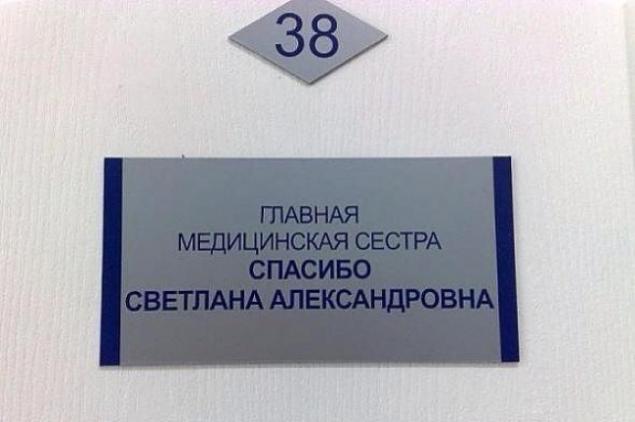 38
ГЛАВНАЯ
МЕДИЦИНСКАЯ СЕСТРА
СПАСИБО
СВЕТЛАНА АЛЕКСАНДРОВНА